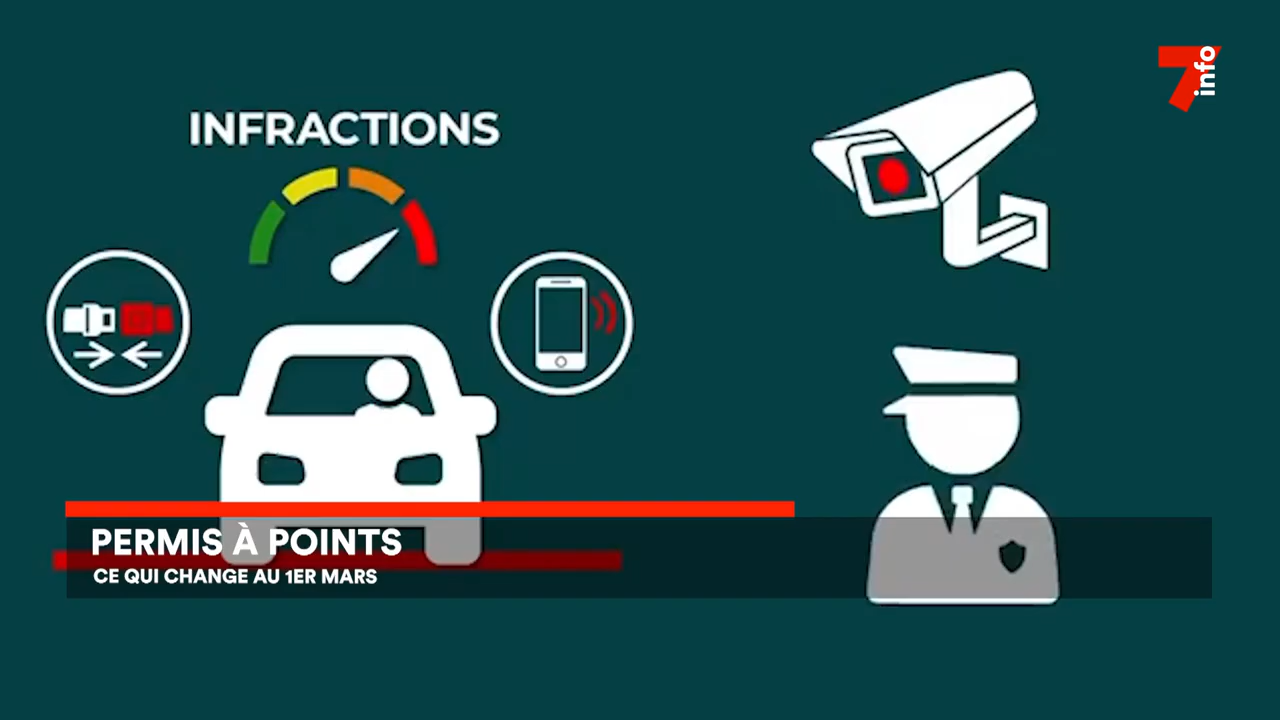 7 info
INFRACTIONS
PERMIS À POINTS
CE QUI CHANGE AU 1ER MARS